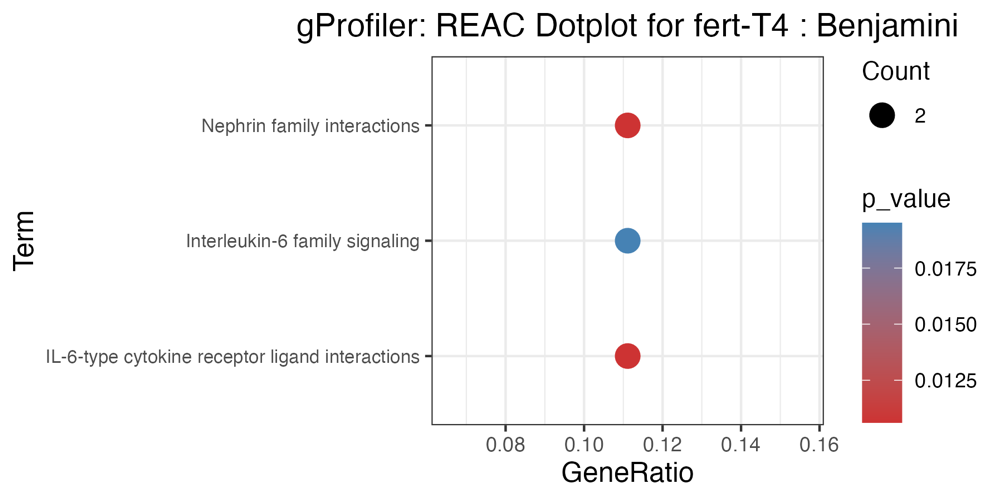 gProfiler: REAC Dotplot for fert-T4 : Benjamini
Term
Nephrin family interactions
Interleukin-6 family signaling
IL-6-type cytokine receptor ligand interactions
0.08 0.10 0.12 0.14 0.16
GeneRatio
Count
2
p_value
0.0175
0.0150
0.0125